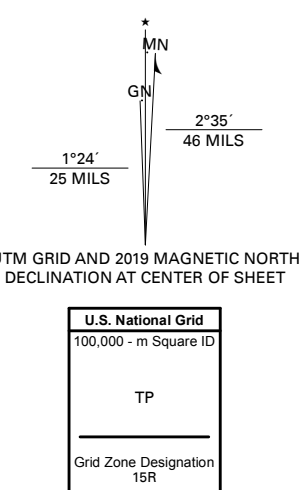 ★
MN
GN
2°35´
46 MILS
1°24´
25 MILS
UTM GRID AND 2019 MAGNETIC NORTH
DECLINATION AT CENTER OF SHEET
U.S. National Grid
100,000 - m Square ID
TP
Grid Zone Designation
15R